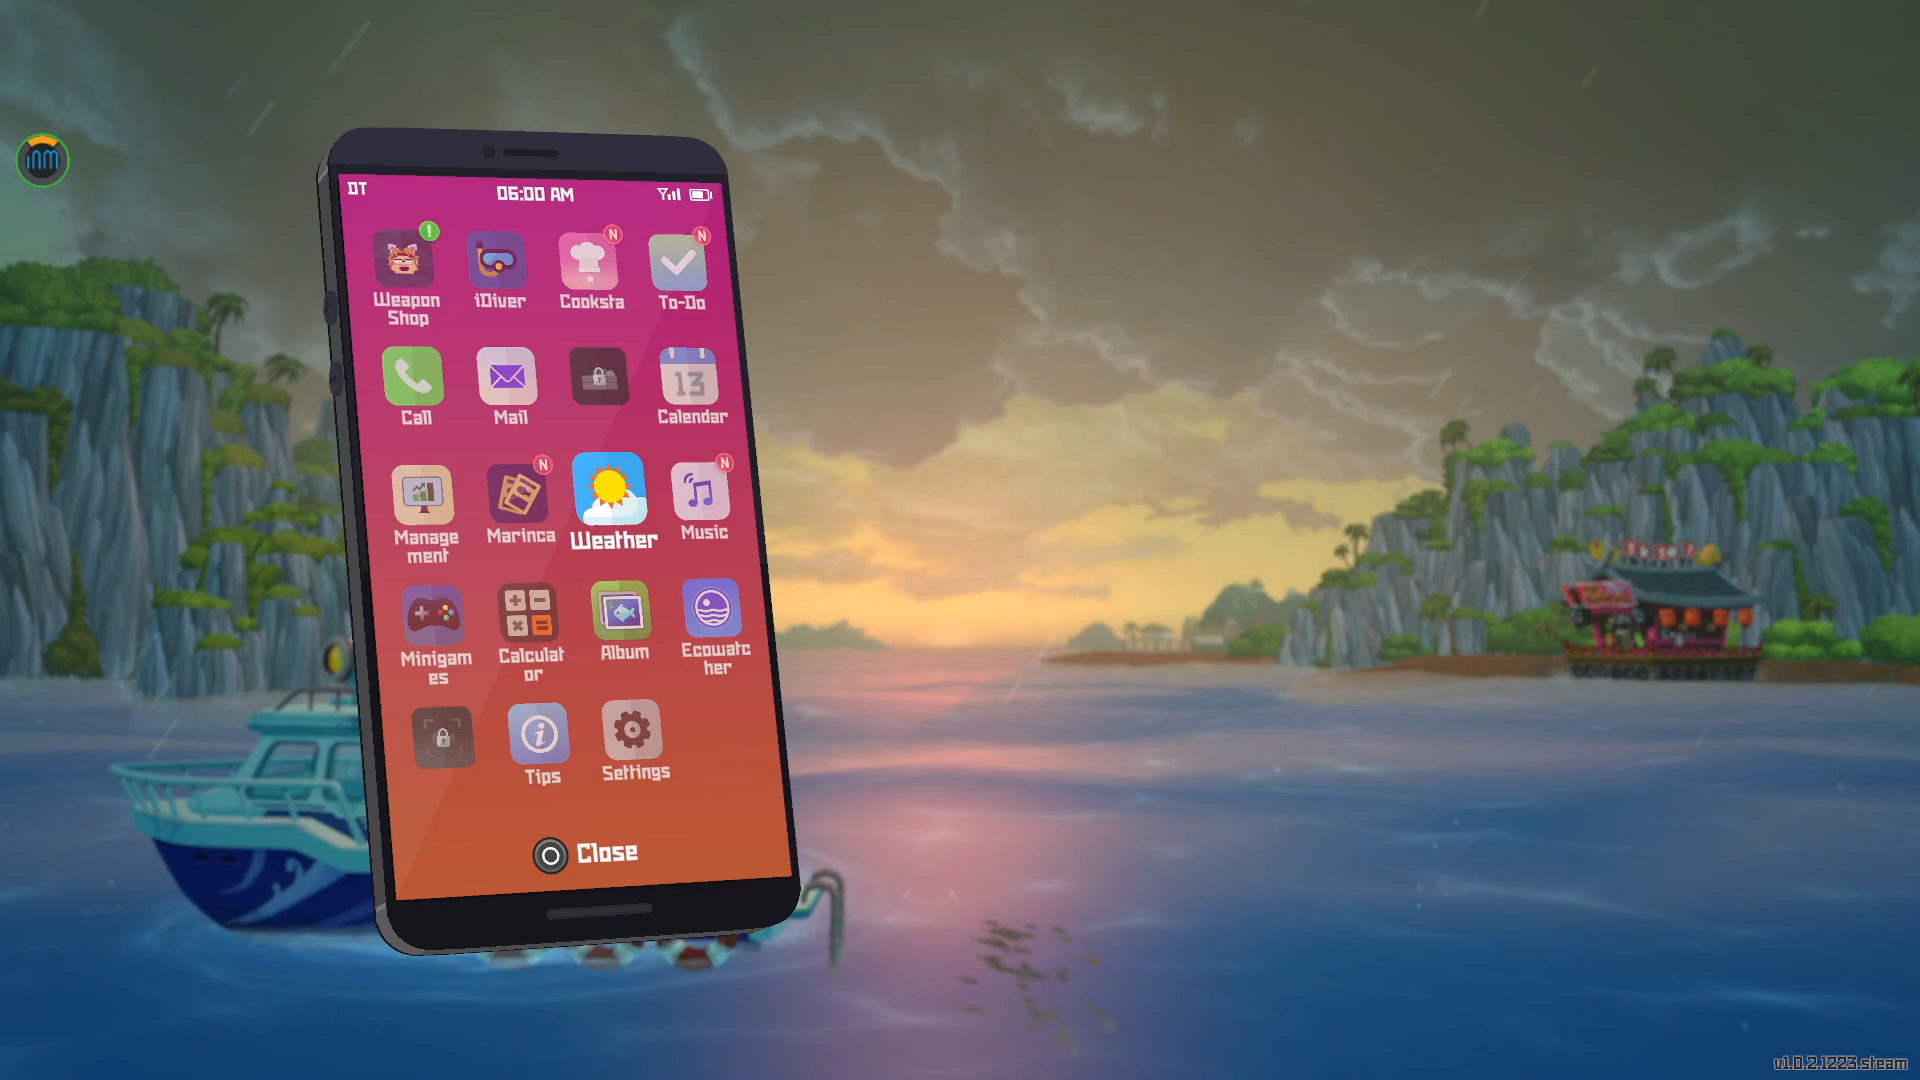 DT
06:00 AM
Weapon
Shop
iDiver
N
Cooksta
N
To-Do
Call
Mail
13
Calendar
Manage
ment
N
Marinca
Weather
N
Music
Minigam
es
Calculat
or
Album
Ecowatc
her
Tips
Settings
Close
v1.0.2.1223.steam